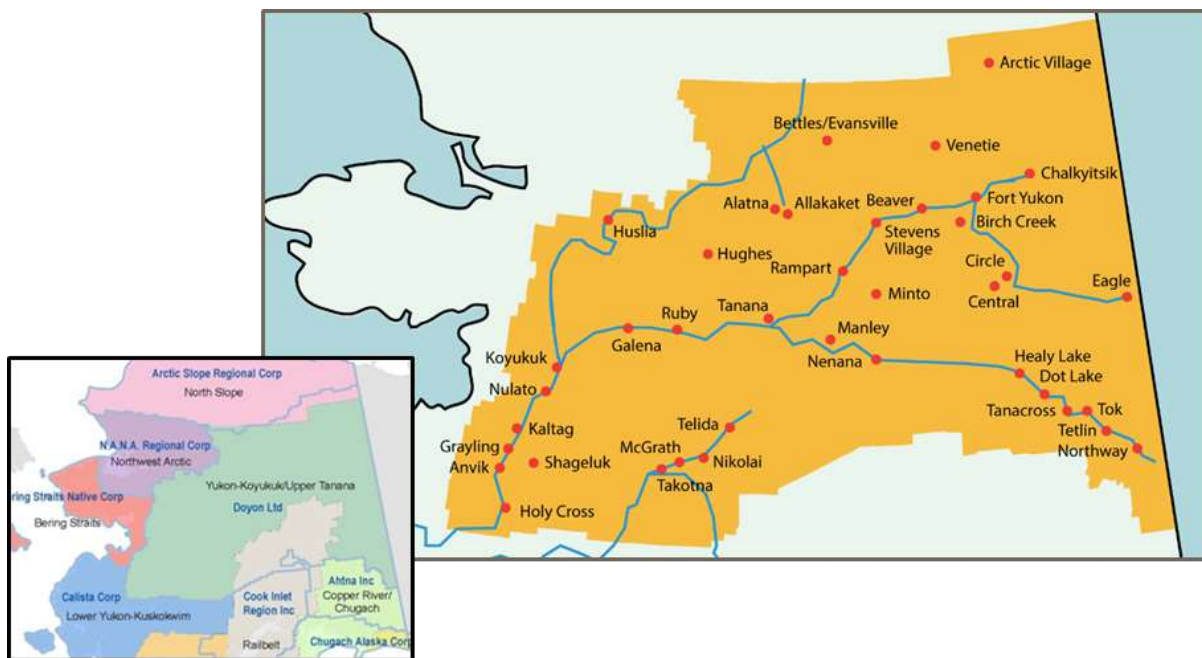 Arctic Village
Bettles/Evansville
Venetie
Chalkyitsik
Alatna
Allakaket
Beaver
Fort Yukon
Huslia
Stevens
Village
Birch Creek
Hughes
Rampart
Circle
Central
Eagle
Minto
Tanana
Ruby
Galena
Manley
Nenana
Koyukuk
Nulato
Healy Lake
Dot Lake
Tanacross
Tok
Tetlin
Northway
Kaltag
Telida
Grayling
McGrath
Anvik
Shageluk
Nikolai
Takotna
Holy Cross
Arctic Slope Regional Corp
North Slope
N.A.N.A. Regional Corp
Northwest Arctic
ring Straits Native Corp
Bering Straits
Yukon-Koyukuk/Upper Tanana
Doyon Ltd
Calista Corp
Lower Yukon-Kuskokwim
Cook Inlet
Region Inc
Railbelt
Ahtna Inc
Copper River/
Chugach
Chugach Alaska Corp